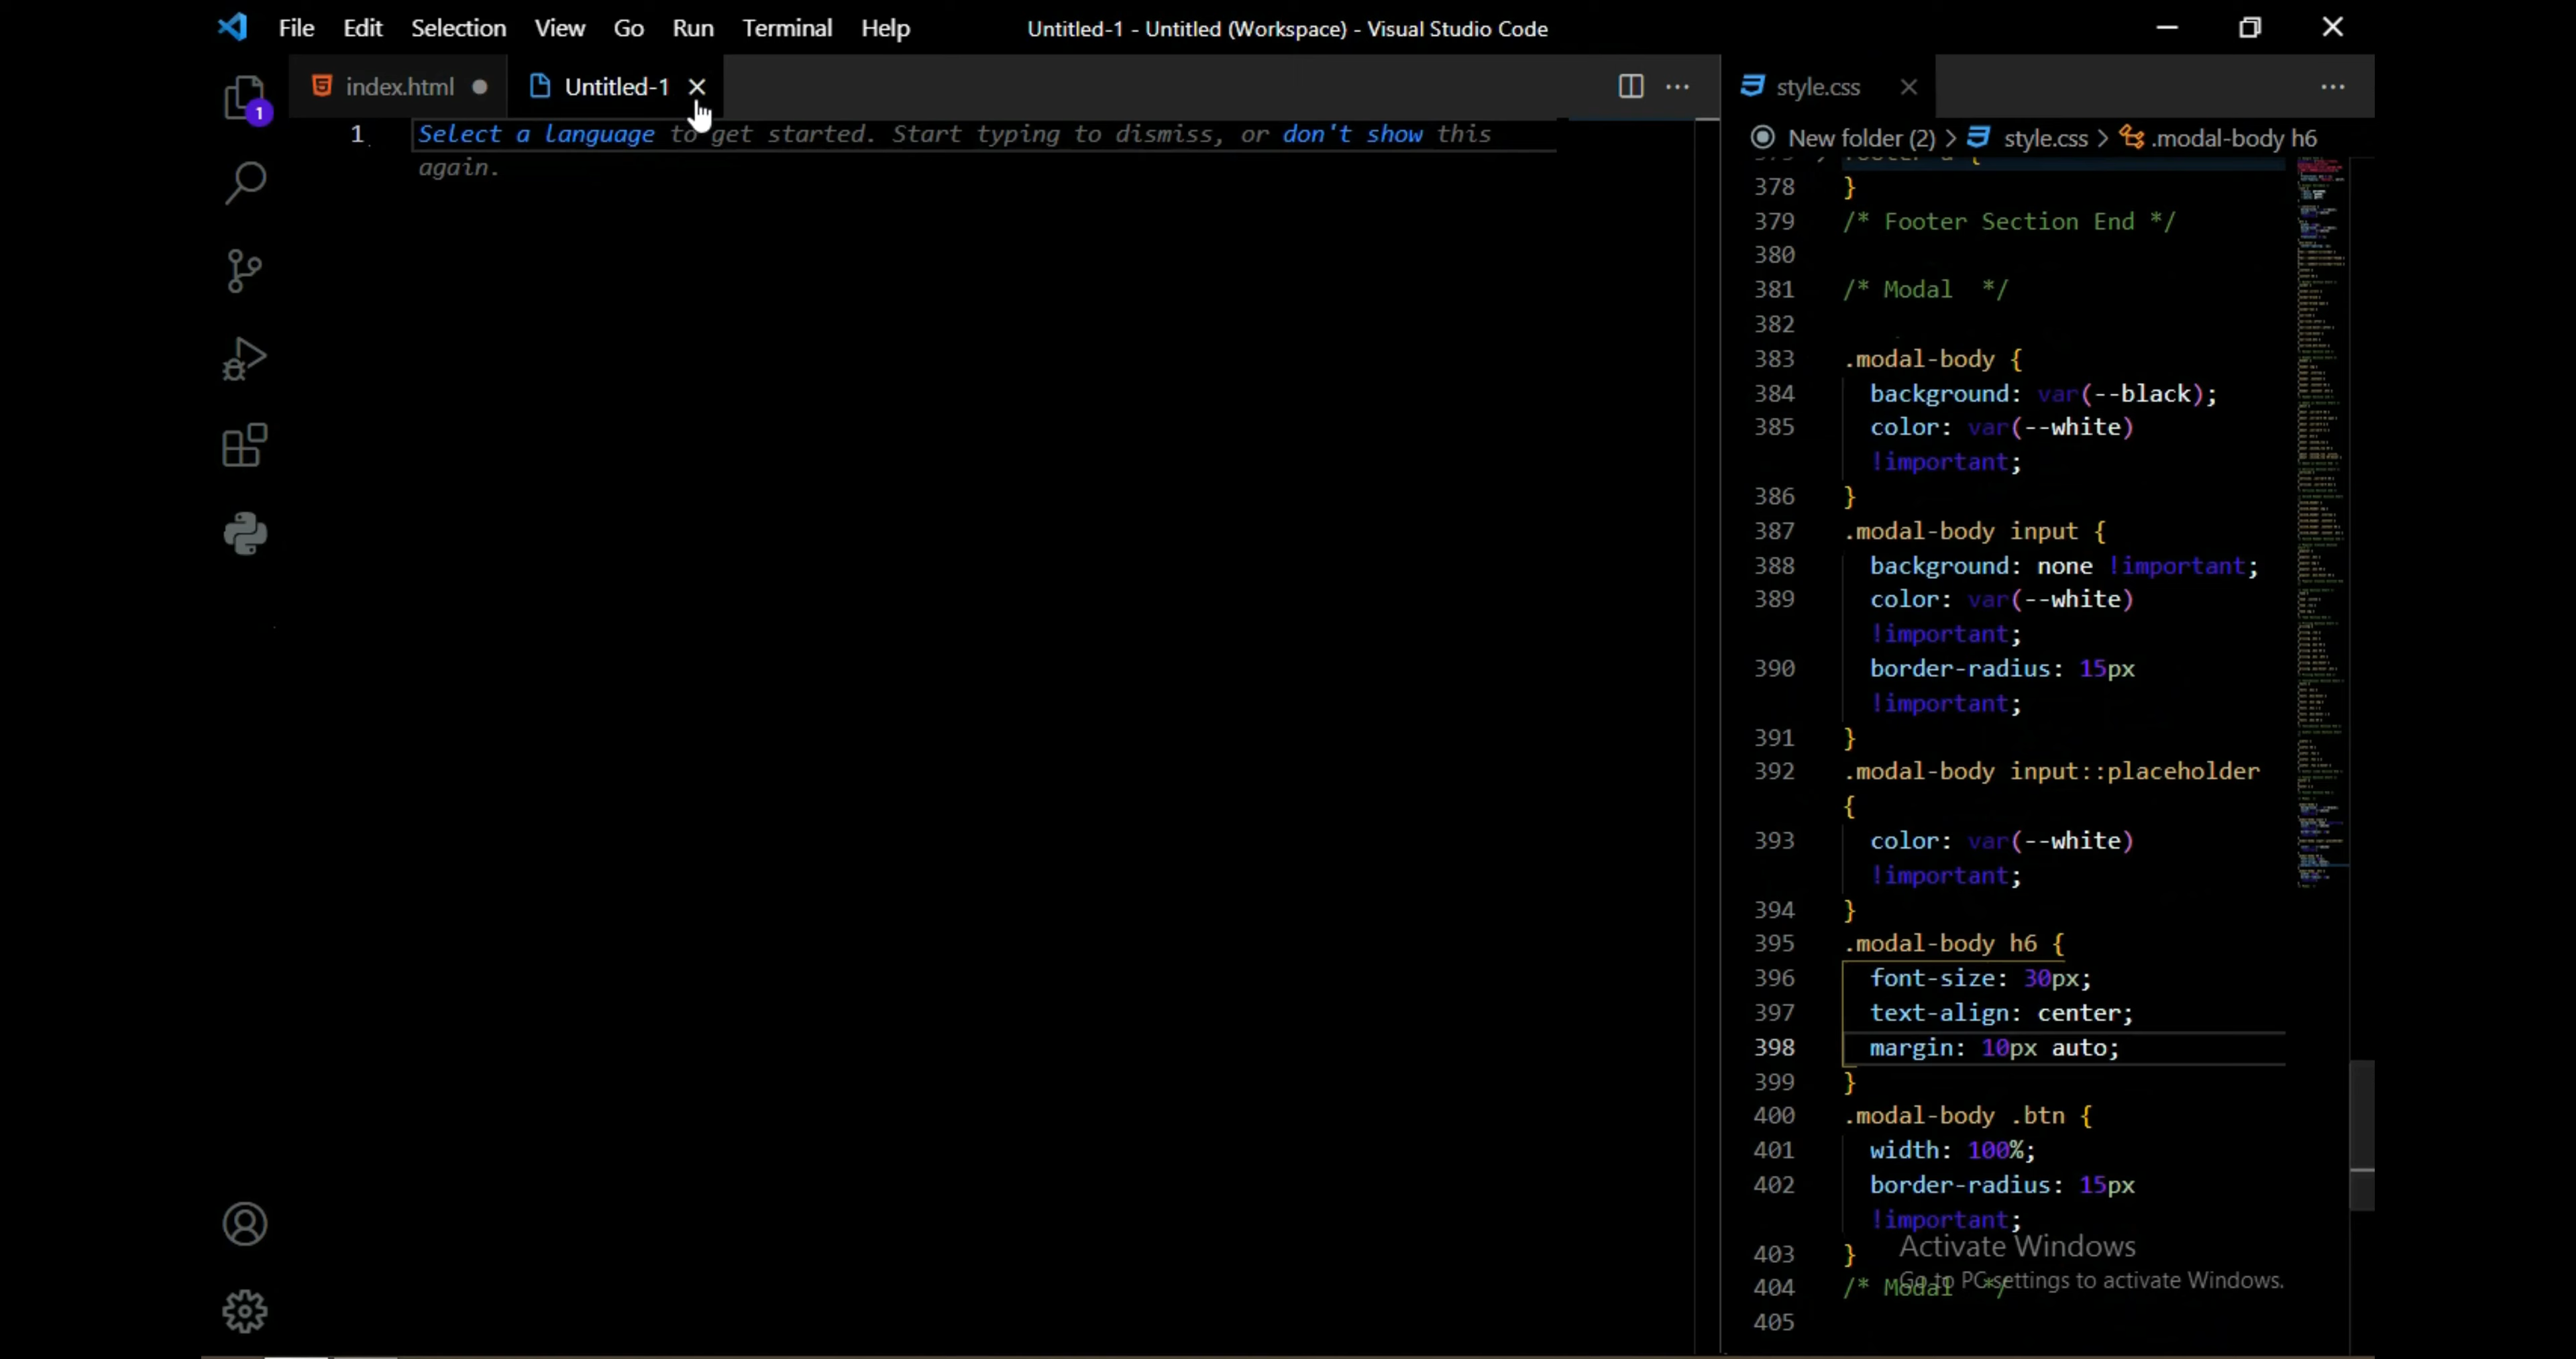 File Edit Selection View Go Run Terminal Help
Untitled-1 - Untitled (Workspace) - Visual Studio Code
index.html
Untitled-1
style.css
1
1 Select a language to get started. Start typing to dismiss, or don't show this
again.
New folder (2) > style.css > .modal-body h6
378 }
379 /* Footer Section End */
380
381 /* Modal  */
382
383 .modal-body {
384 background: var(--black);
385 color: var(--white)
!important;
386 }
387 .modal-body input {
388 background: none !important;
389 color: var(--white)
!important;
390 border-radius: 15px
!important;
391 }
392 .modal-body input::placeholder
{
393 color: var(--white)
!important;
394 }
395 .modal-body h6 {
396 font-size: 30px;
397 text-align: center;
398 margin: 10px auto;
399 }
400 .modal-body .btn {
401 width: 100%;
402 border-radius: 15px
!important;
403 }
404 /* Modal  */
405
Activate Windows
Go to PC settings to activate Windows.